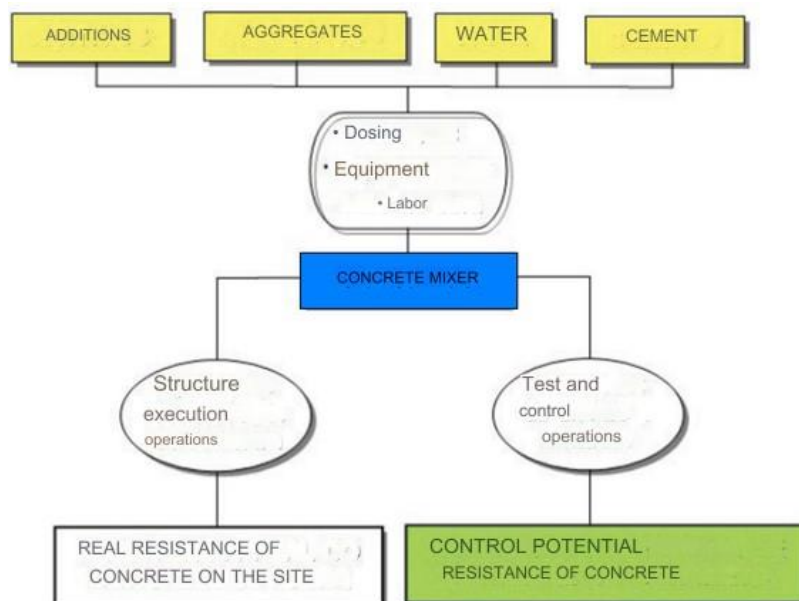 ADDITIONS
AGGREGATES
WATER
CEMENT
• Dosing
• Equipment
• Labor
CONCRETE MIXER
Structure
execution
operations
Test and
control
operations
REAL RESISTANCE OF
CONCRETE ON THE SITE
CONTROL POTENTIAL
RESISTANCE OF CONCRETE